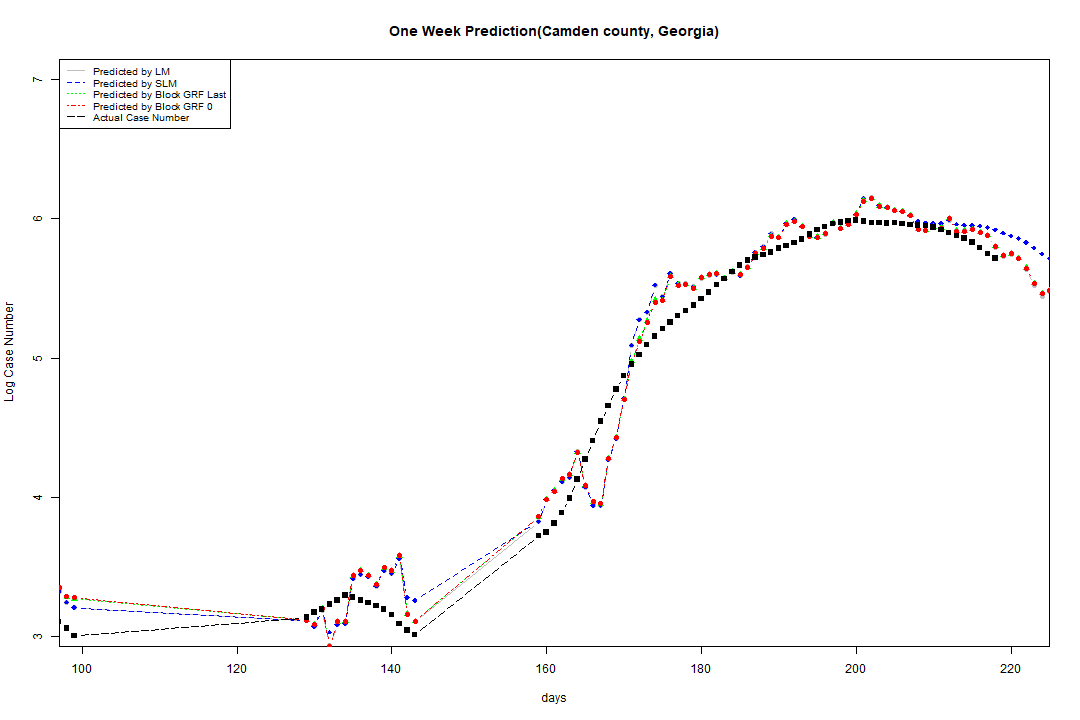 One Week Prediction(Camden county, Georgia)
Predicted by LM
Predicted by SLM
Predicted by Block GRF Last
Predicted by Block GRF 0
Actual Case Number
7
6
5
4
3
Log Case Number
100 120 140 160 180 200 220
days